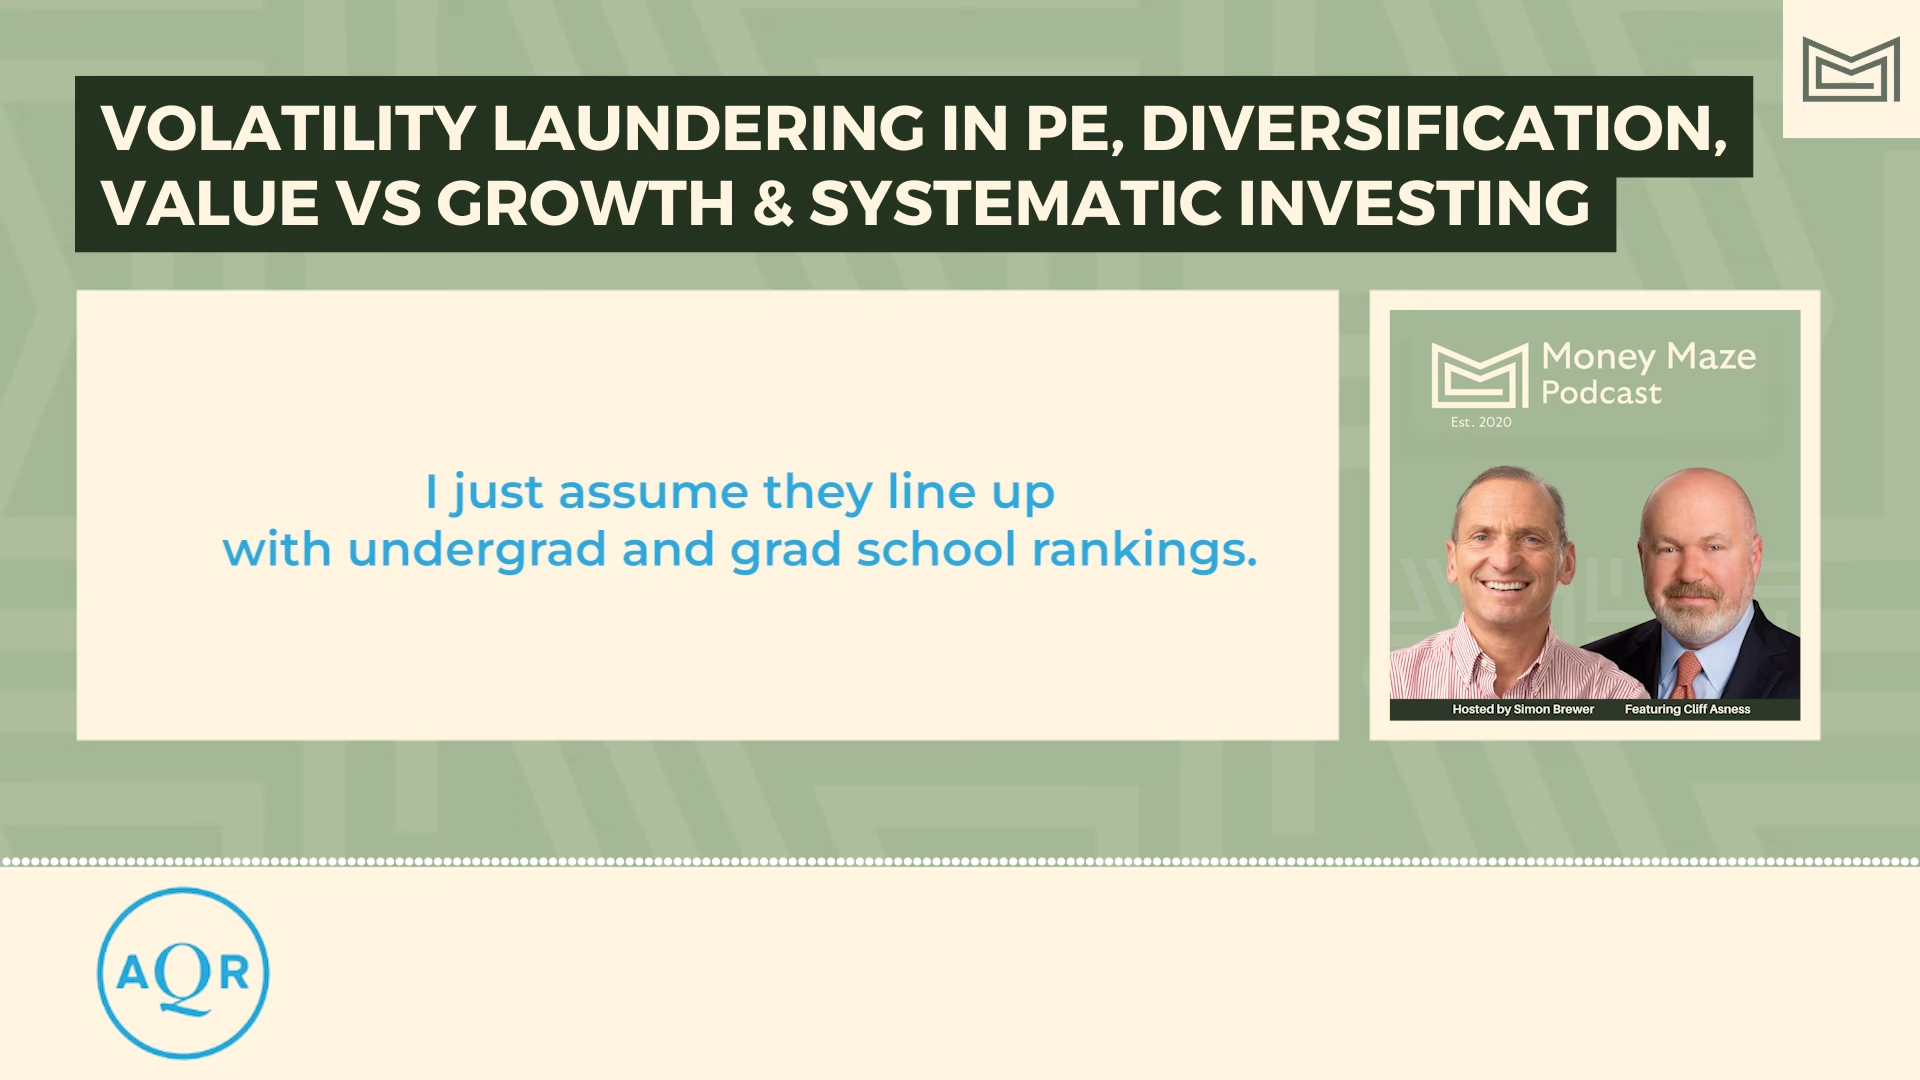 VOLATILITY LAUNDERING IN PE, DIVERSIFICATION,
VALUE VS GROWTH & SYSTEMATIC INVESTING
I just assume they line up
with undergrad and grad school rankings.
Money Maze
Podcast
Est. 2020
Hosted by Simon Brewer
Featuring Cliff Asness
AQR